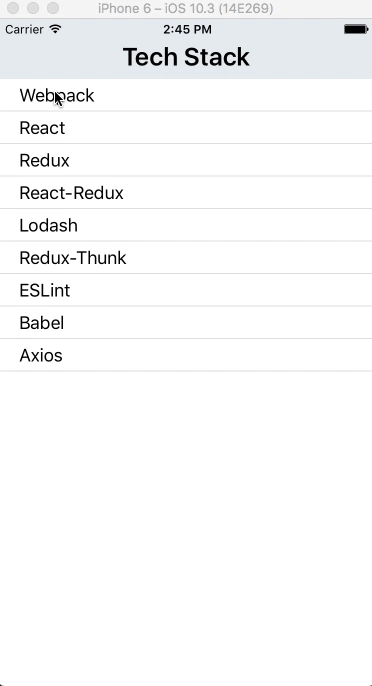 iPhone 6 – iOS 10.3 (14E269)
Carrier 2:45 PM
Tech Stack
Webpack
React
Redux
React-Redux
Lodash
Redux-Thunk
ESLint
Babel
Axios